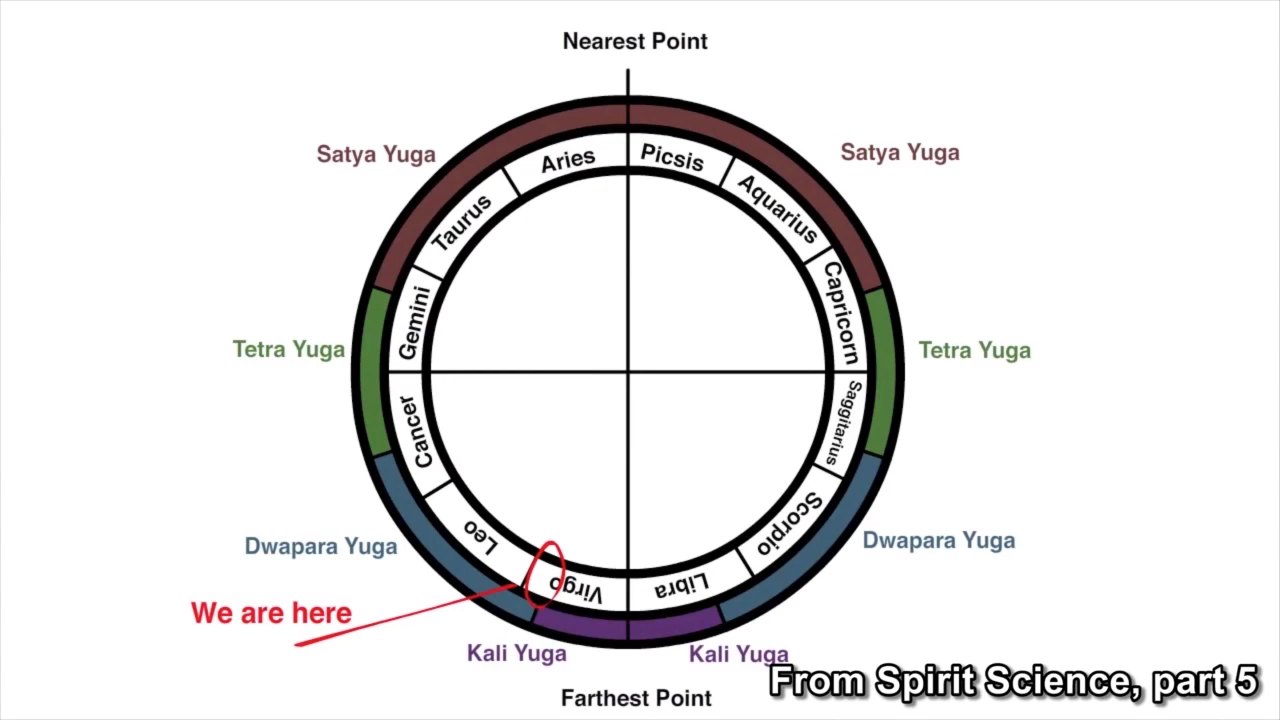 Nearest Point
Satya Yuga
Satya Yuga
Aries
Picsis
Taurus
Aquarius
Gemini
Capricorn
Tetra Yuga
Tetra Yuga
Cancer
Saggitarius
Leo
Scorpio
Dwapara Yuga
Dwapara Yuga
Virgo
Libra
We are here
Kali Yuga
Kali Yuga
From Spirit Science, part 5
Farthest Point